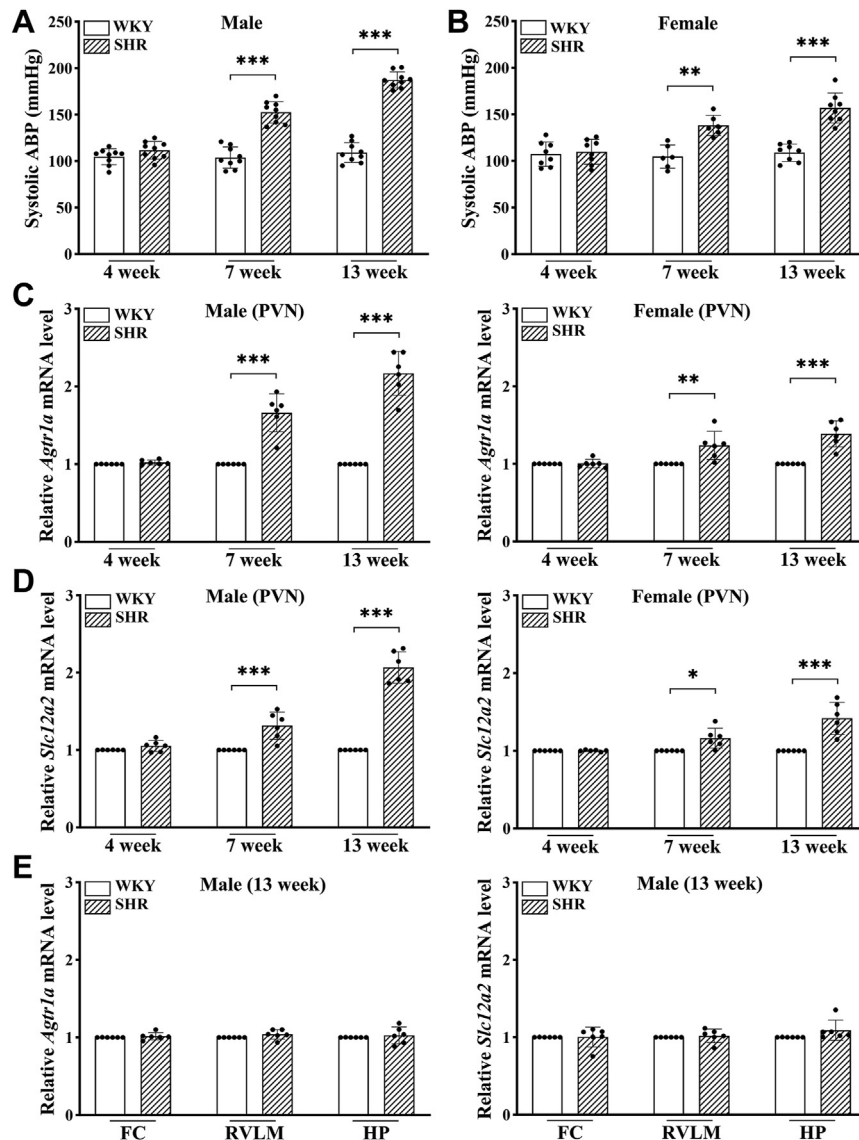 A
WKY
SHR
Male
***
***
Systolic ABP (mmHg)
250
200
150
100
50
0
4 week
7 week
13 week
B
WKY
SHR
Female
**
***
Systolic ABP (mmHg)
250
200
150
100
50
0
4 week
7 week
13 week
C
WKY
SHR
Male (PVN)
***
***
Relative Agtr1a mRNA level
3
2
1
0
4 week
7 week
13 week
WKY
SHR
Female (PVN)
**
***
Relative Agtr1a mRNA level
3
2
1
0
4 week
7 week
13 week
D
WKY
SHR
Male (PVN)
***
***
Relative Slc12a2 mRNA level
3
2
1
0
4 week
7 week
13 week
WKY
SHR
Female (PVN)
*
***
Relative Slc12a2 mRNA level
3
2
1
0
4 week
7 week
13 week
E
WKY
SHR
Male (13 week)
Relative Agtr1a mRNA level
3
2
1
0
FC
RVLM
HP
WKY
SHR
Male (13 week)
Relative Slc12a2 mRNA level
3
2
1
0
FC
RVLM
HP